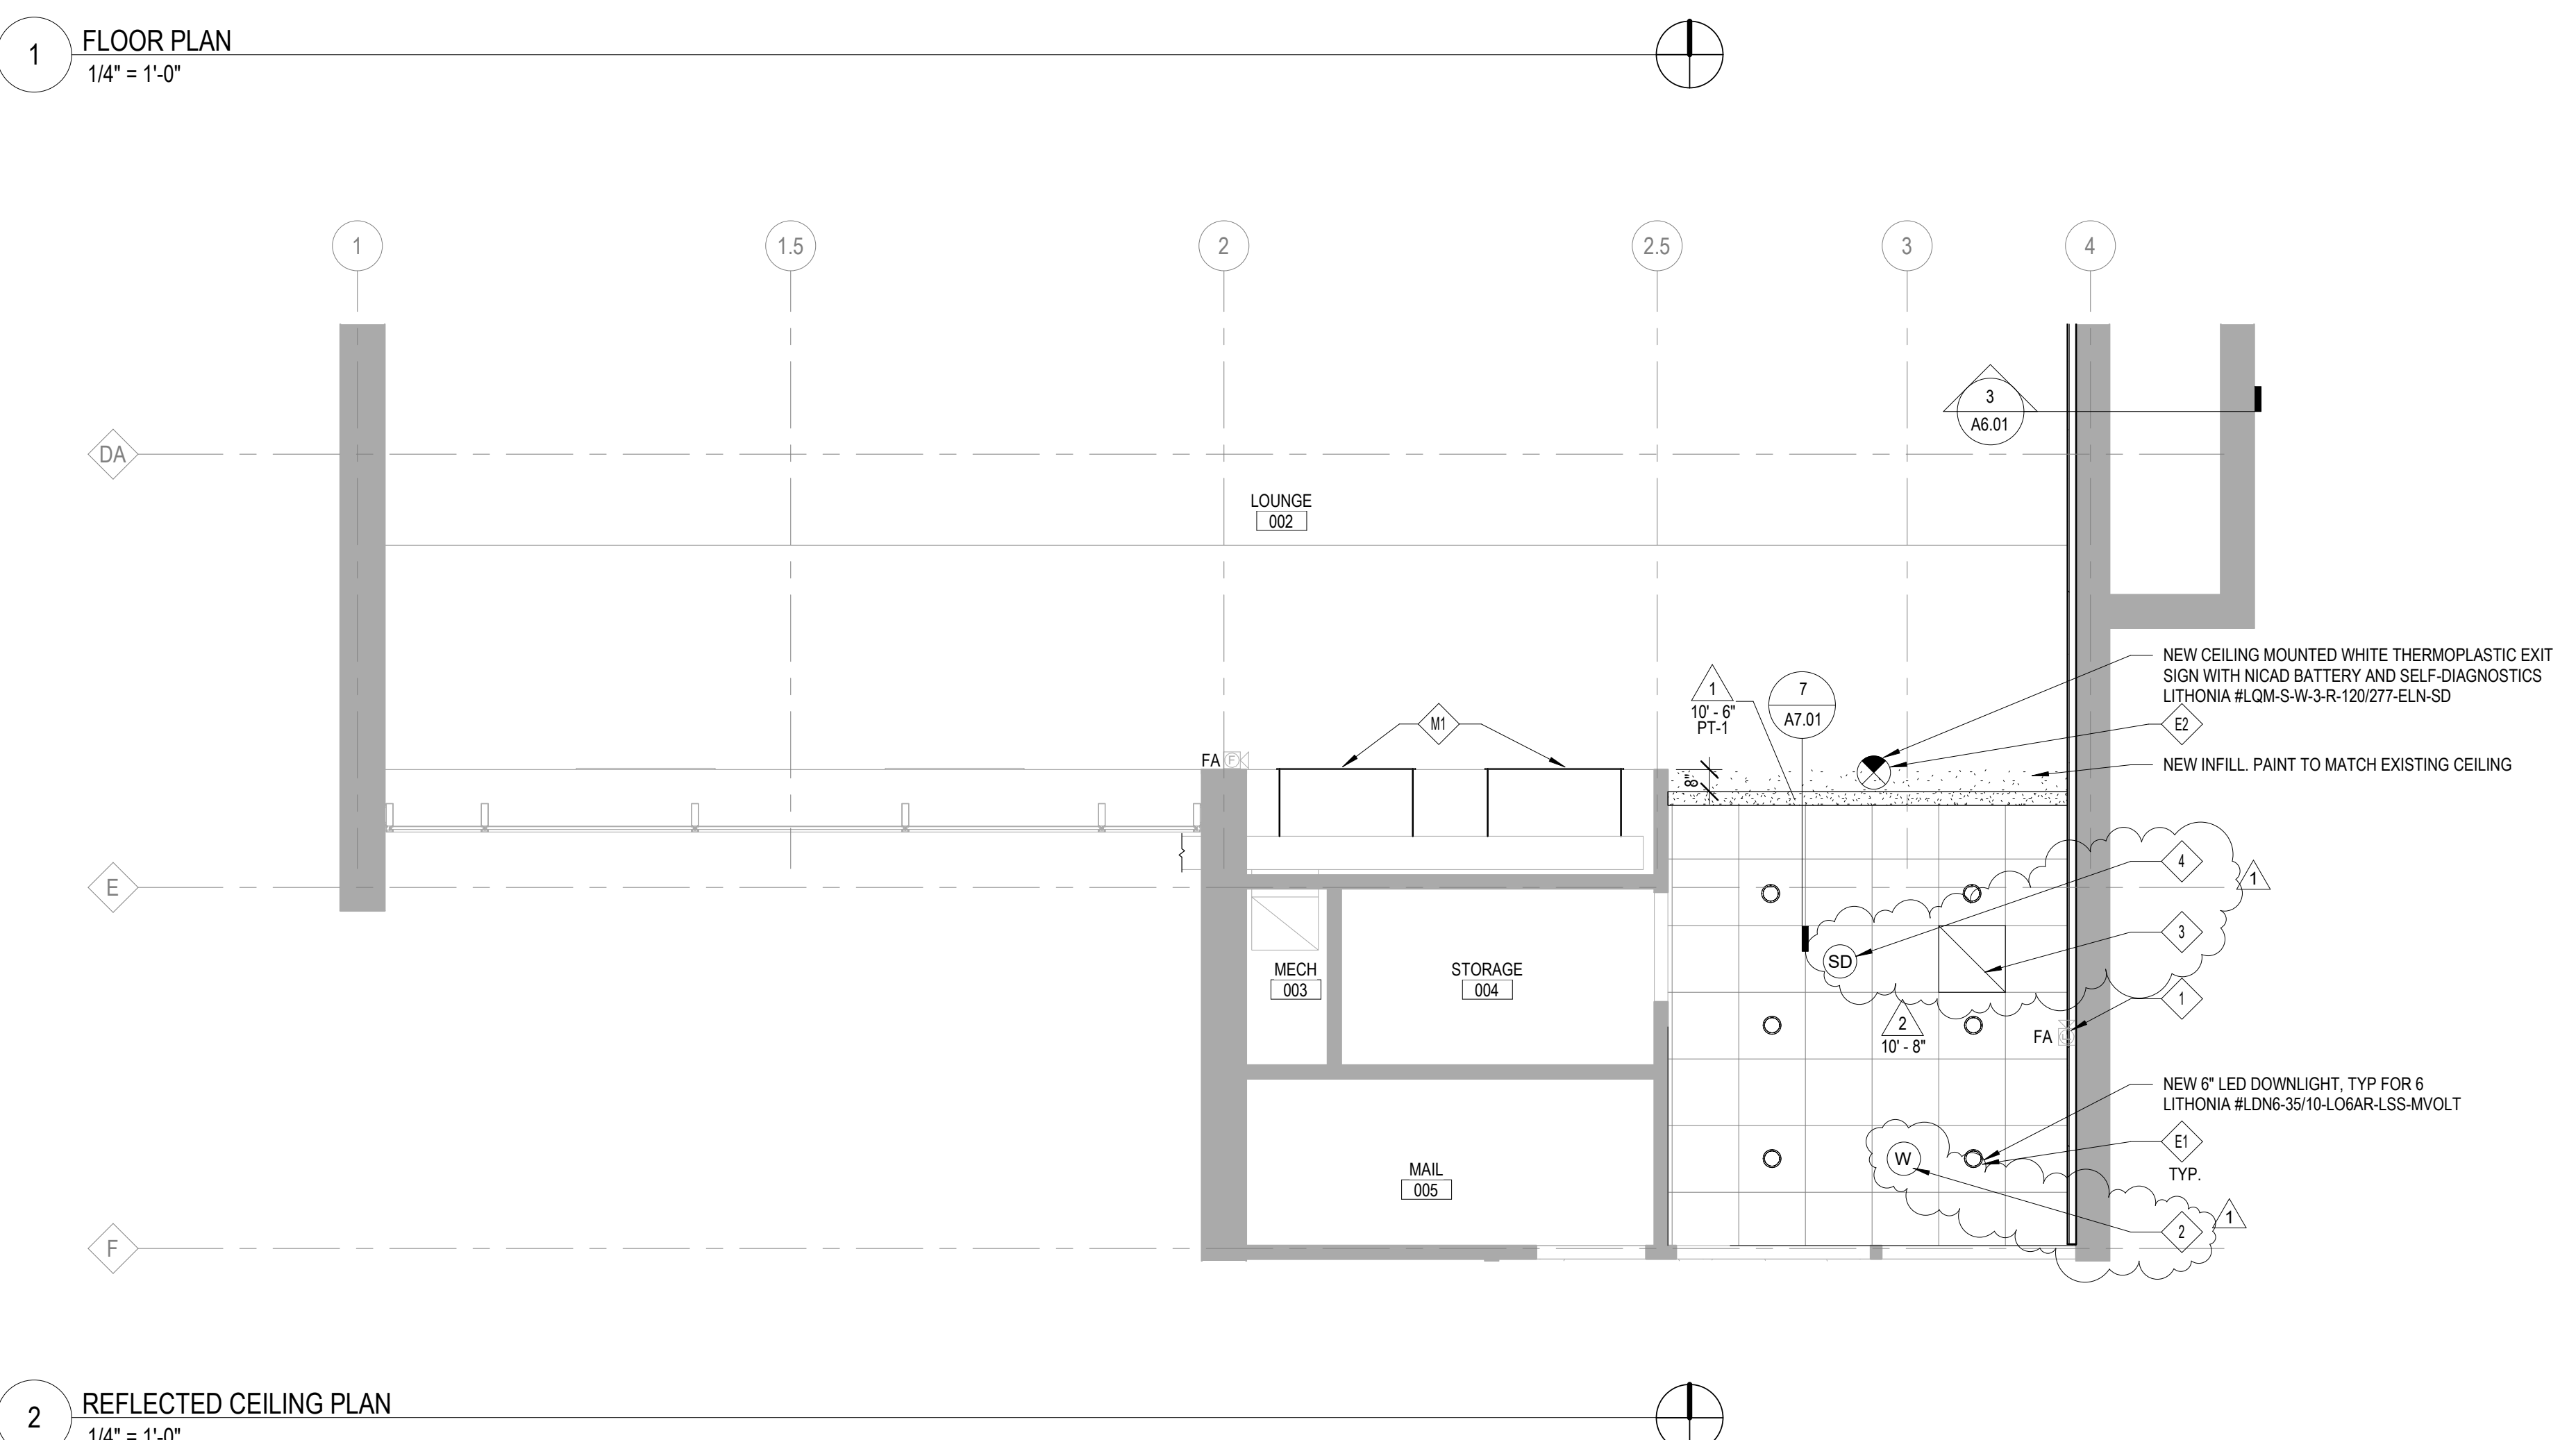 1
FLOOR PLAN
1/4" = 1'-0"
1
1.5
2
2.5
3
4
3
A6.01
DA
LOUNGE
002
NEW CEILING MOUNTED WHITE THERMOPLASTIC EXIT
SIGN WITH NICAD BATTERY AND SELF-DIAGNOSTICS
LITHONIA #LQM-S-W-3-R-120/277-ELN-SD
1
10' - 6"
PT-1
7
A7.01
M1
E2
FA
F
8"
NEW INFILL. PAINT TO MATCH EXISTING CEILING
4
1
E
3
SD
MECH
003
STORAGE
004
1
2
10' - 8"
FA
NEW 6" LED DOWNLIGHT, TYP FOR 6
LITHONIA #LDN6-35/10-LO6AR-LSS-MVOLT
E1
TYP.
W
MAIL
005
1
2
F
2
REFLECTED CEILING PLAN
1/4" = 1'-0"